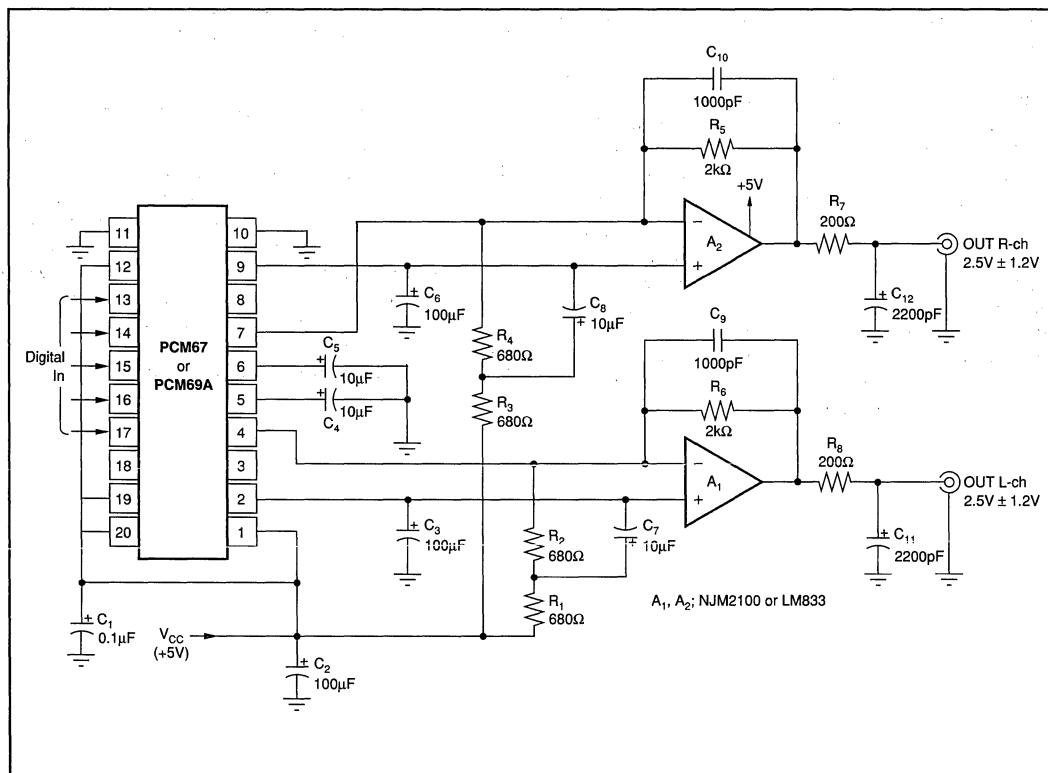 C10
1000pF
R5
2kΩ
+5V
R7
200Ω
A2
−
+
OUT R-ch
2.5V ± 1.2V
C12
+
2200pF
11
10
12
9
13
8
14
7
15
6
16
5
17
4
18
3
19
2
20
1
Digital
In
PCM67
or
PCM69A
+
C6
100µF
C8
+ 10µF
R4
680Ω
R3
680Ω
+
C5
10µF
+
10µF
C4
C9
1000pF
R6
2kΩ
R8
200Ω
A1
−
+
OUT L-ch
2.5V ± 1.2V
+
C11
2200pF
+
C3
100µF
C7
+ 10µF
R2
680Ω
R1
680Ω
A1, A2; NJM2100 or LM833
+
C1
0.1µF
VCC
(+5V)
+
C2
100µF